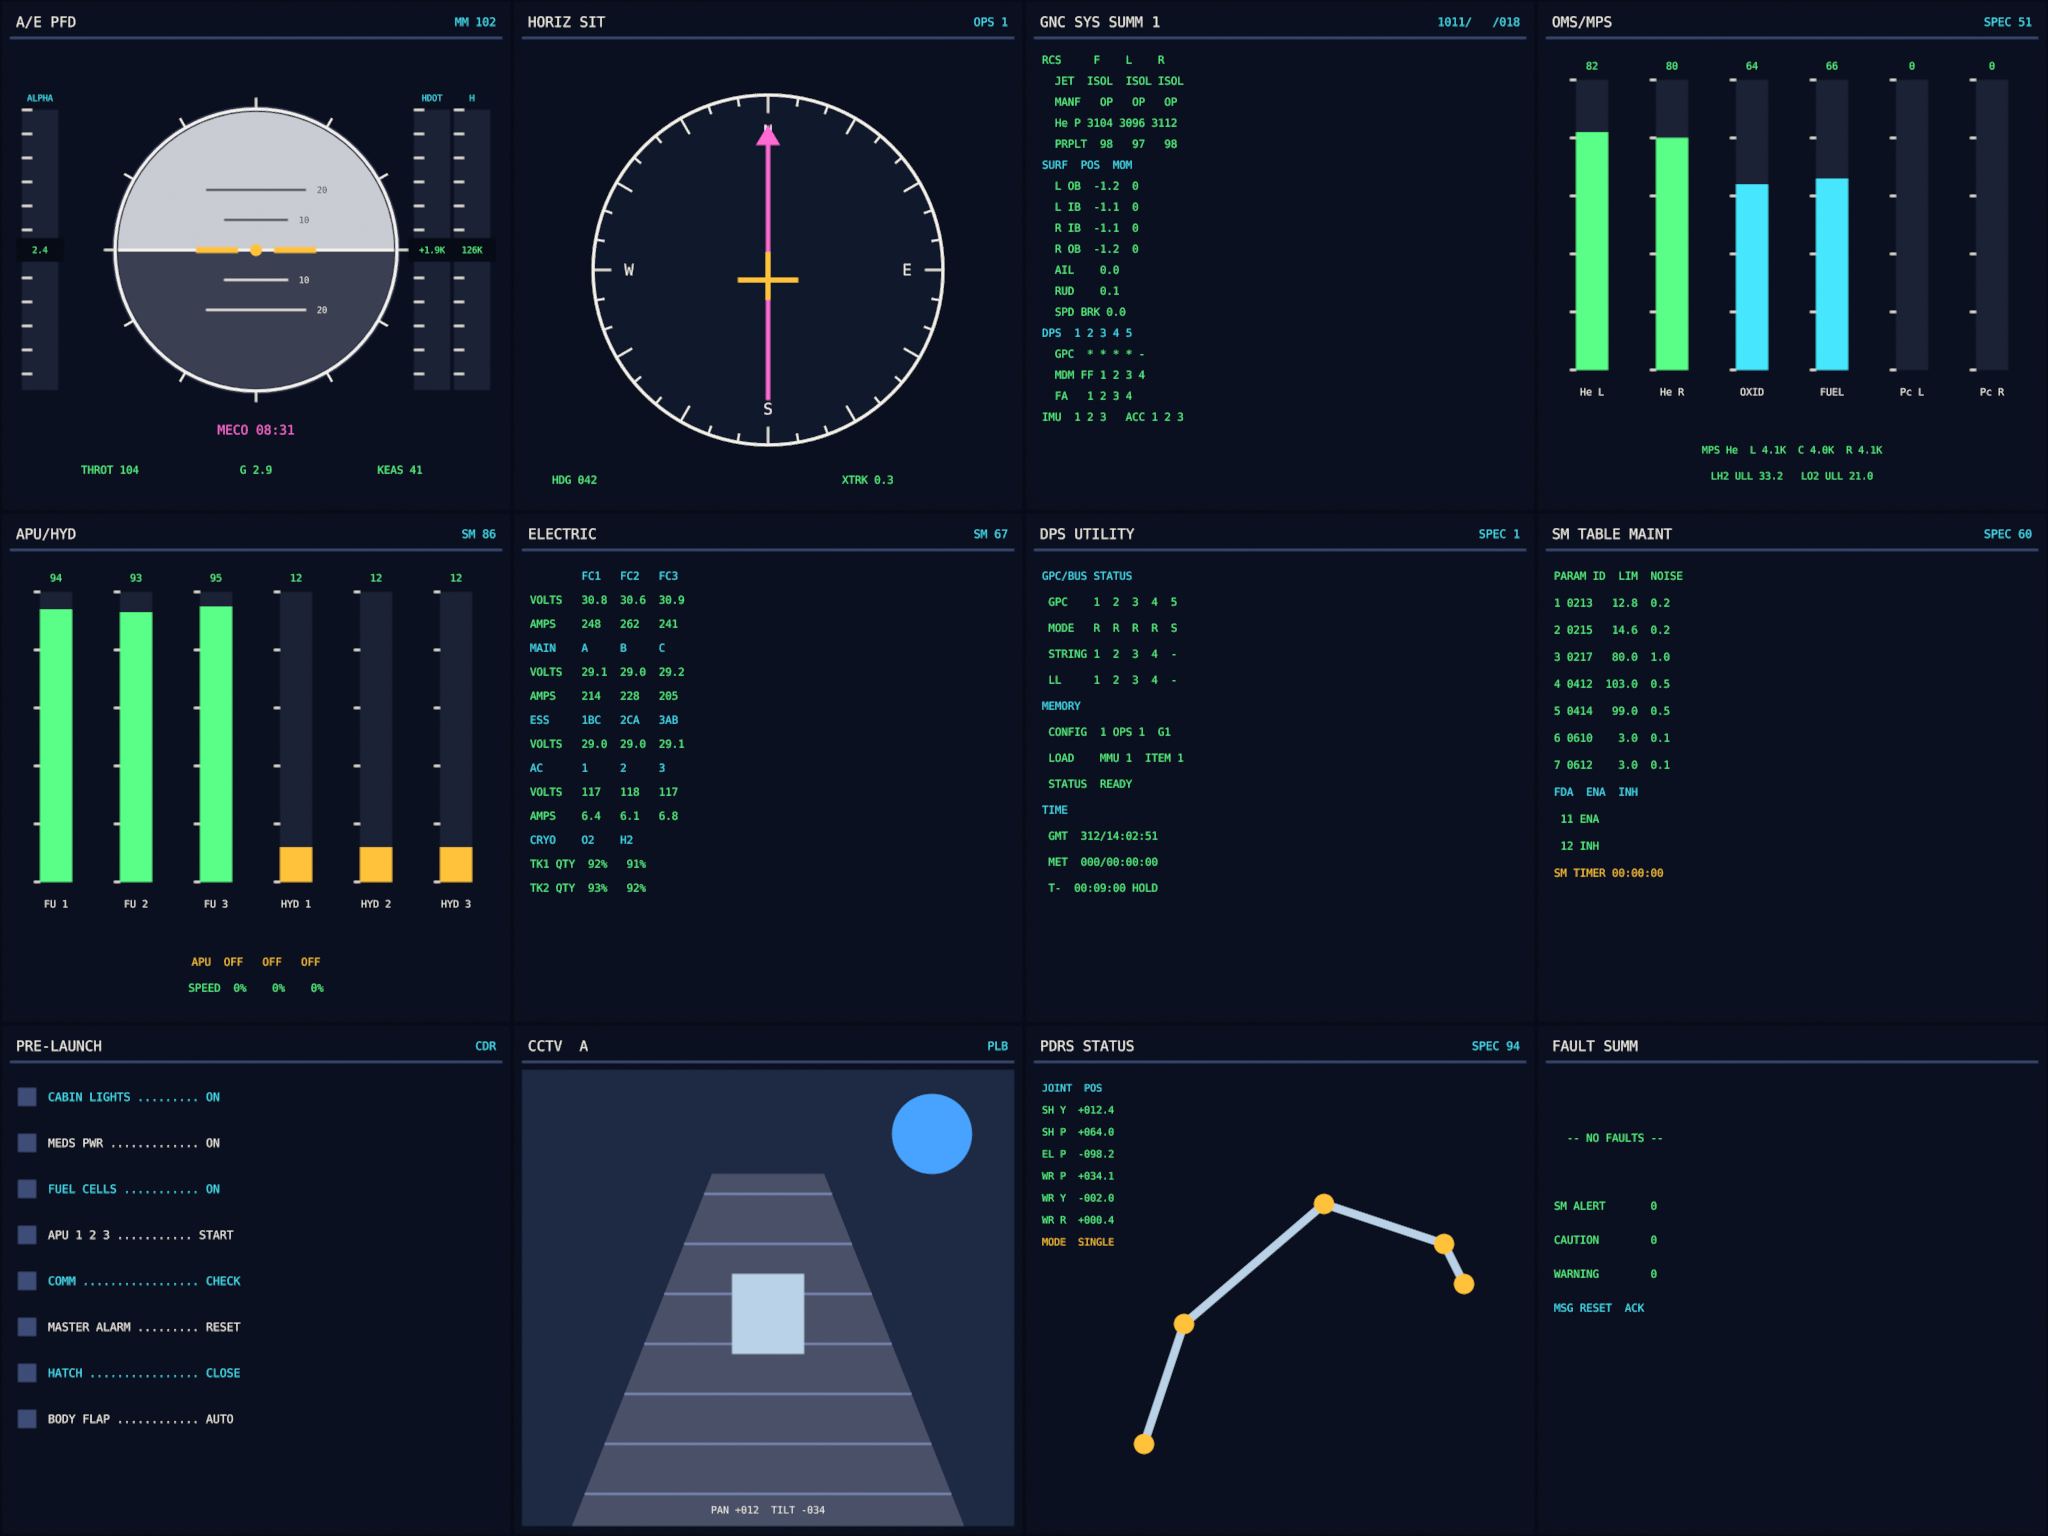 A/E PFD MM 102
ALPHA HDOT H
20
10
2.4 +1.9K 126K
10
20
MECO 08:31
THROT 104 G 2.9 KEAS 41
HORIZ SIT OPS 1
W E
S
HDG 042 XTRK 0.3
GNC SYS SUMM 1 1011/ /018
RCS F L R
JET ISOL ISOL ISOL
MANF OP OP OP
He P 3104 3096 3112
PRPLT 98 97 98
SURF POS MOM
L OB -1.2 0
L IB -1.1 0
R IB -1.1 0
R OB -1.2 0
AIL 0.0
RUD 0.1
SPD BRK 0.0
DPS 1 2 3 4 5
GPC * * * * -
MDM FF 1 2 3 4
FA 1 2 3 4
IMU 1 2 3 ACC 1 2 3
OMS/MPS SPEC 51
82 80 64 66 0 0
He L He R OXID FUEL Pc L Pc R
MPS He L 4.1K C 4.0K R 4.1K
LH2 ULL 33.2 LO2 ULL 21.0
APU/HYD SM 86
94 93 95 12 12 12
FU 1 FU 2 FU 3 HYD 1 HYD 2 HYD 3
APU OFF OFF OFF
SPEED 0% 0% 0%
ELECTRIC SM 67
FC1 FC2 FC3
VOLTS 30.8 30.6 30.9
AMPS 248 262 241
MAIN A B C
VOLTS 29.1 29.0 29.2
AMPS 214 228 205
ESS 1BC 2CA 3AB
VOLTS 29.0 29.0 29.1
AC 1 2 3
VOLTS 117 118 117
AMPS 6.4 6.1 6.8
CRYO O2 H2
TK1 QTY 92% 91%
TK2 QTY 93% 92%
DPS UTILITY SPEC 1
GPC/BUS STATUS
GPC 1 2 3 4 5
MODE R R R R S
STRING 1 2 3 4 -
LL 1 2 3 4 -
MEMORY
CONFIG 1 OPS 1 G1
LOAD MMU 1 ITEM 1
STATUS READY
TIME
GMT 312/14:02:51
MET 000/00:00:00
T- 00:09:00 HOLD
SM TABLE MAINT SPEC 60
PARAM ID LIM NOISE
1 0213 12.8 0.2
2 0215 14.6 0.2
3 0217 80.0 1.0
4 0412 103.0 0.5
5 0414 99.0 0.5
6 0610 3.0 0.1
7 0612 3.0 0.1
FDA ENA INH
11 ENA
12 INH
SM TIMER 00:00:00
PRE-LAUNCH CDR
CABIN LIGHTS ......... ON
MEDS PWR ............. ON
FUEL CELLS ........... ON
APU 1 2 3 ........... START
COMM ................. CHECK
MASTER ALARM ......... RESET
HATCH ................ CLOSE
BODY FLAP ............ AUTO
CCTV A PLB
PAN +012 TILT -034
PDRS STATUS SPEC 94
JOINT POS
SH Y +012.4
SH P +064.0
EL P -098.2
WR P +034.1
WR Y -002.0
WR R +000.4
MODE SINGLE
FAULT SUMM
-- NO FAULTS --
SM ALERT 0
CAUTION 0
WARNING 0
MSG RESET ACK